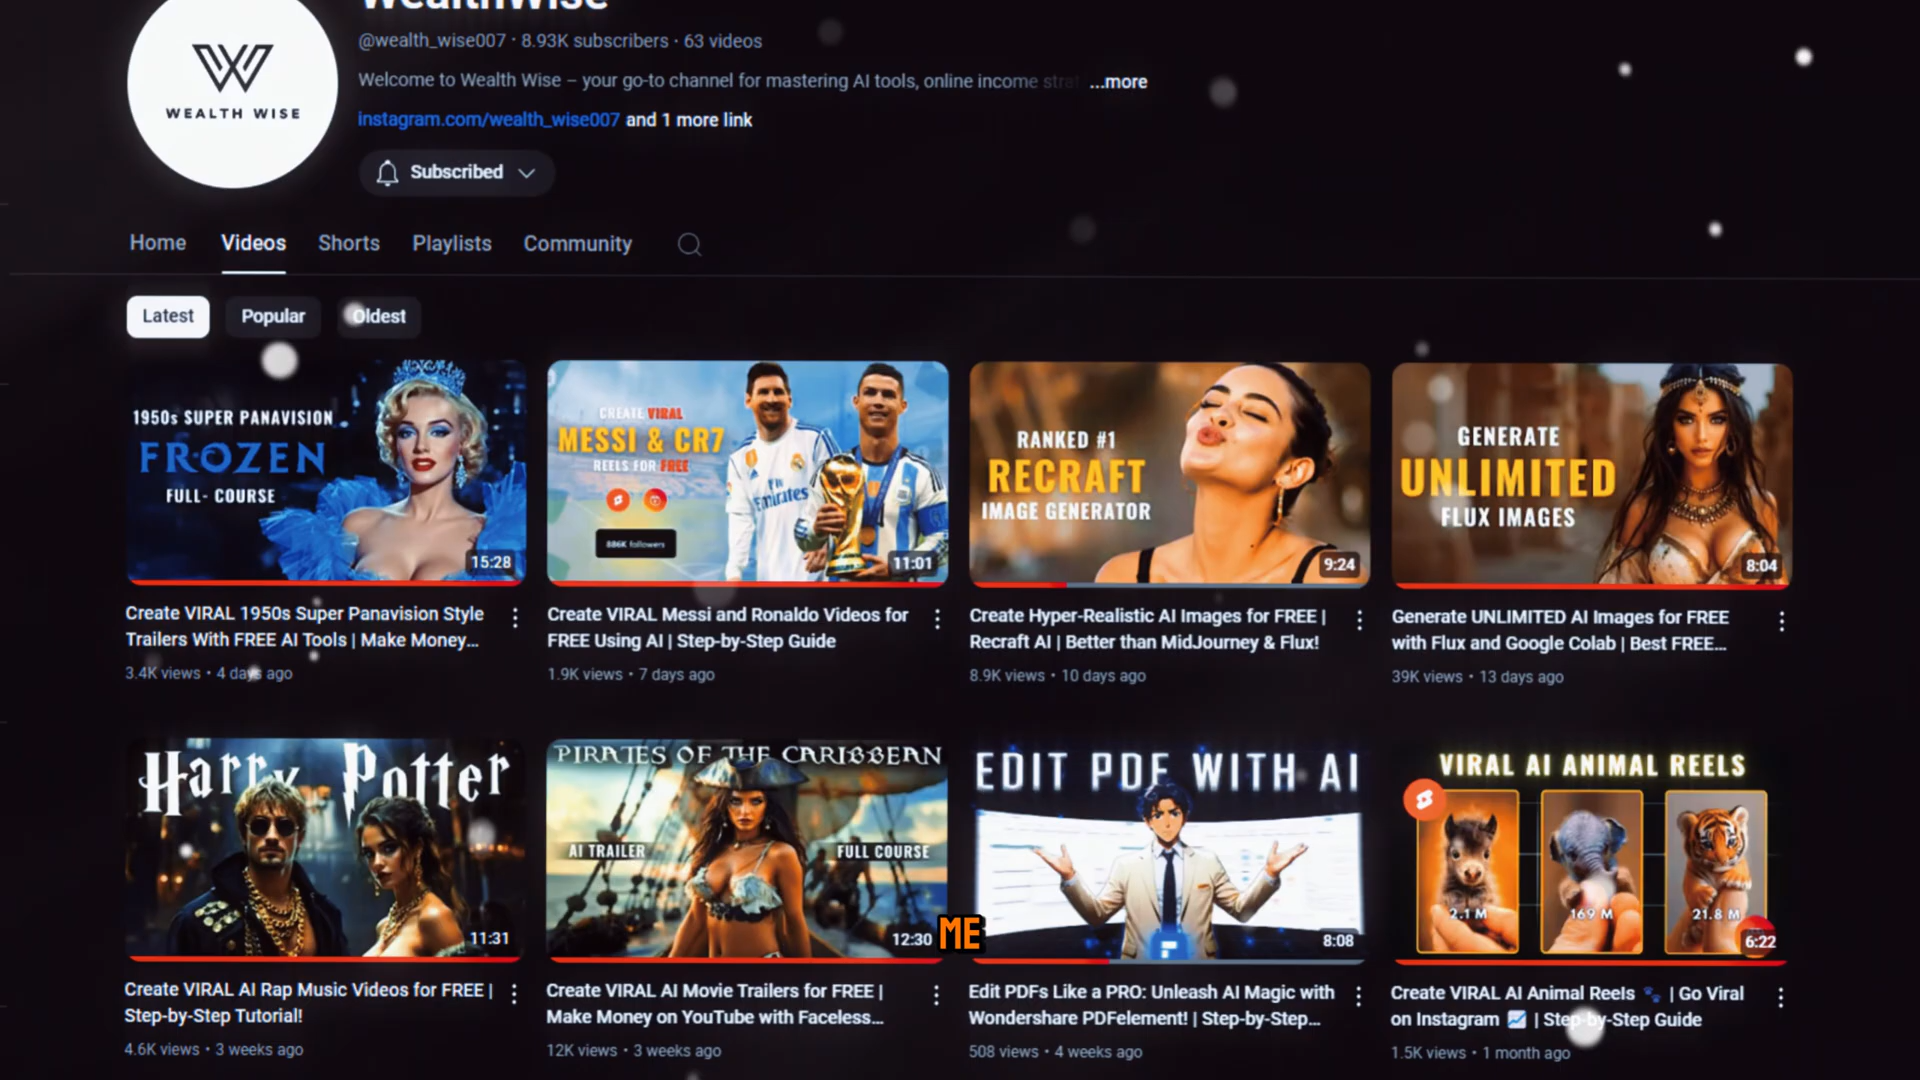 WealthWise
@wealth_wise007 · 8.93K subscribers · 63 videos
Welcome to Wealth Wise – your go-to channel for mastering AI tools, online income strat ...more
instagram.com/wealth_wise007 and 1 more link
WEALTH WISE
Subscribed
Home Videos Shorts Playlists Community
Latest Popular Oldest
1950s SUPER PANAVISION
FROZEN
FULL- COURSE
15:28
CREATE VIRAL
MESSI & CR7
REELS FOR FREE
886K followers
Fly
Emirates
11:01
RANKED #1
RECRAFT
IMAGE GENERATOR
9:24
GENERATE
UNLIMITED
FLUX IMAGES
8:04
Create VIRAL 1950s Super Panavision Style
Trailers With FREE AI Tools | Make Money...
3.4K views • 4 days ago
Create VIRAL Messi and Ronaldo Videos for
FREE Using AI | Step-by-Step Guide
1.9K views • 7 days ago
Create Hyper-Realistic AI Images for FREE |
Recraft AI | Better than MidJourney & Flux!
8.9K views • 10 days ago
Generate UNLIMITED AI Images for FREE
with Flux and Google Colab | Best FREE...
39K views • 13 days ago
Harry Potter
11:31
PIRATES OF THE CARIBBEAN
AI TRAILER FULL COURSE
12:30
ME
EDIT PDF WITH AI
8:08
VIRAL AI ANIMAL REELS
2.1 M 169 M 21.8 M
6:22
Create VIRAL AI Rap Music Videos for FREE |
Step-by-Step Tutorial!
4.6K views • 3 weeks ago
Create VIRAL AI Movie Trailers for FREE |
Make Money on YouTube with Faceless...
12K views • 3 weeks ago
Edit PDFs Like a PRO: Unleash AI Magic with
Wondershare PDFelement! | Step-by-Step...
508 views • 4 weeks ago
Create VIRAL AI Animal Reels 🐾 | Go Viral
on Instagram 📈 | Step-by-Step Guide
1.5K views • 1 month ago